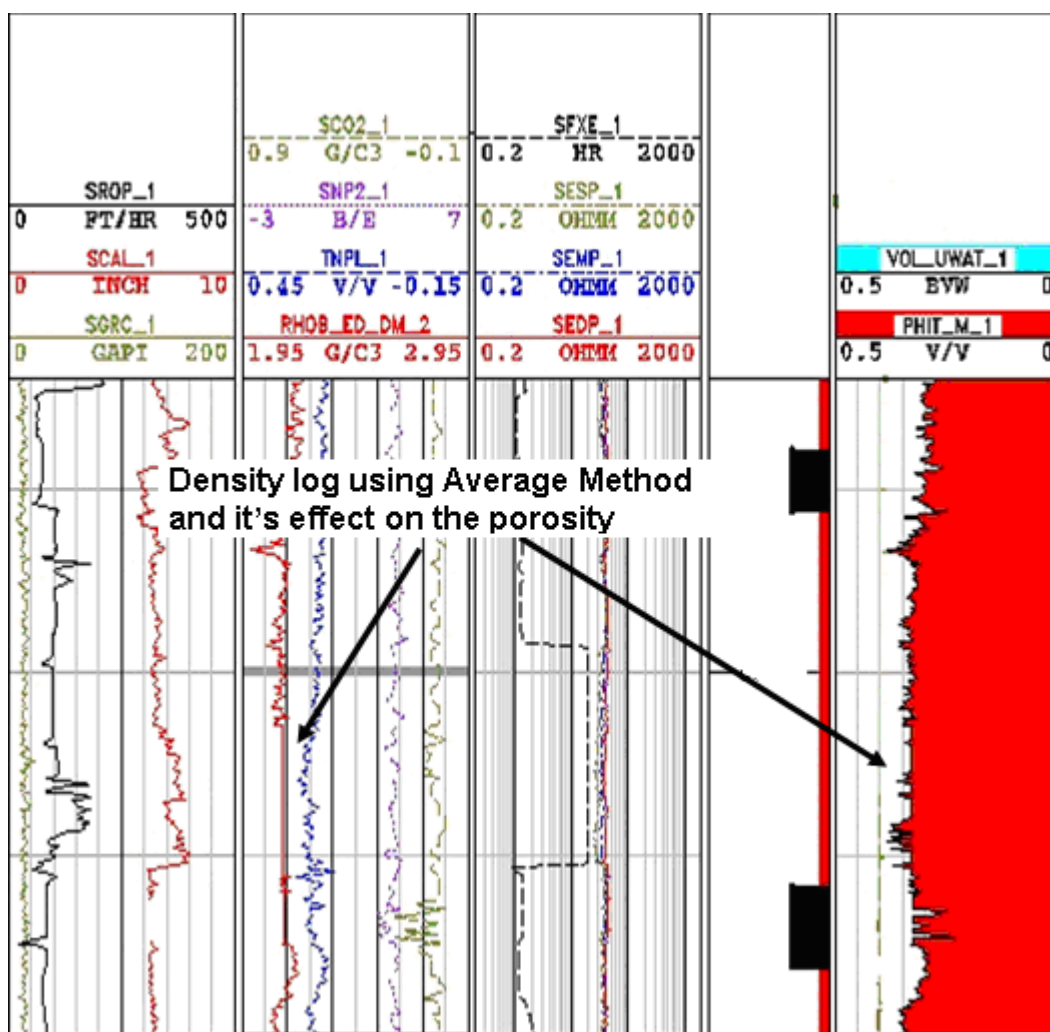 SROP_1
0 FT/HR 500
SCAL_1
0 INCH 10
SGRC_1
0 GAPI 200
SCO2_1
0.9 G/C3 -0.1
SNP2_1
-3 B/E 7
TNPL_1
0.45 V/V -0.15
RHOB_ED_DM_2
1.95 G/C3 2.95
SFXE_1
0.2 HR 2000
SESP_1
0.2 OHMM 2000
SEMP_1
0.2 OHMM 2000
SEDP_1
0.2 OHMM 2000
VOL_UWAT_1
0.5 BVW 0
PHIT_M_1
0.5 V/V 0
Density log using Average Method
and it's effect on the porosity